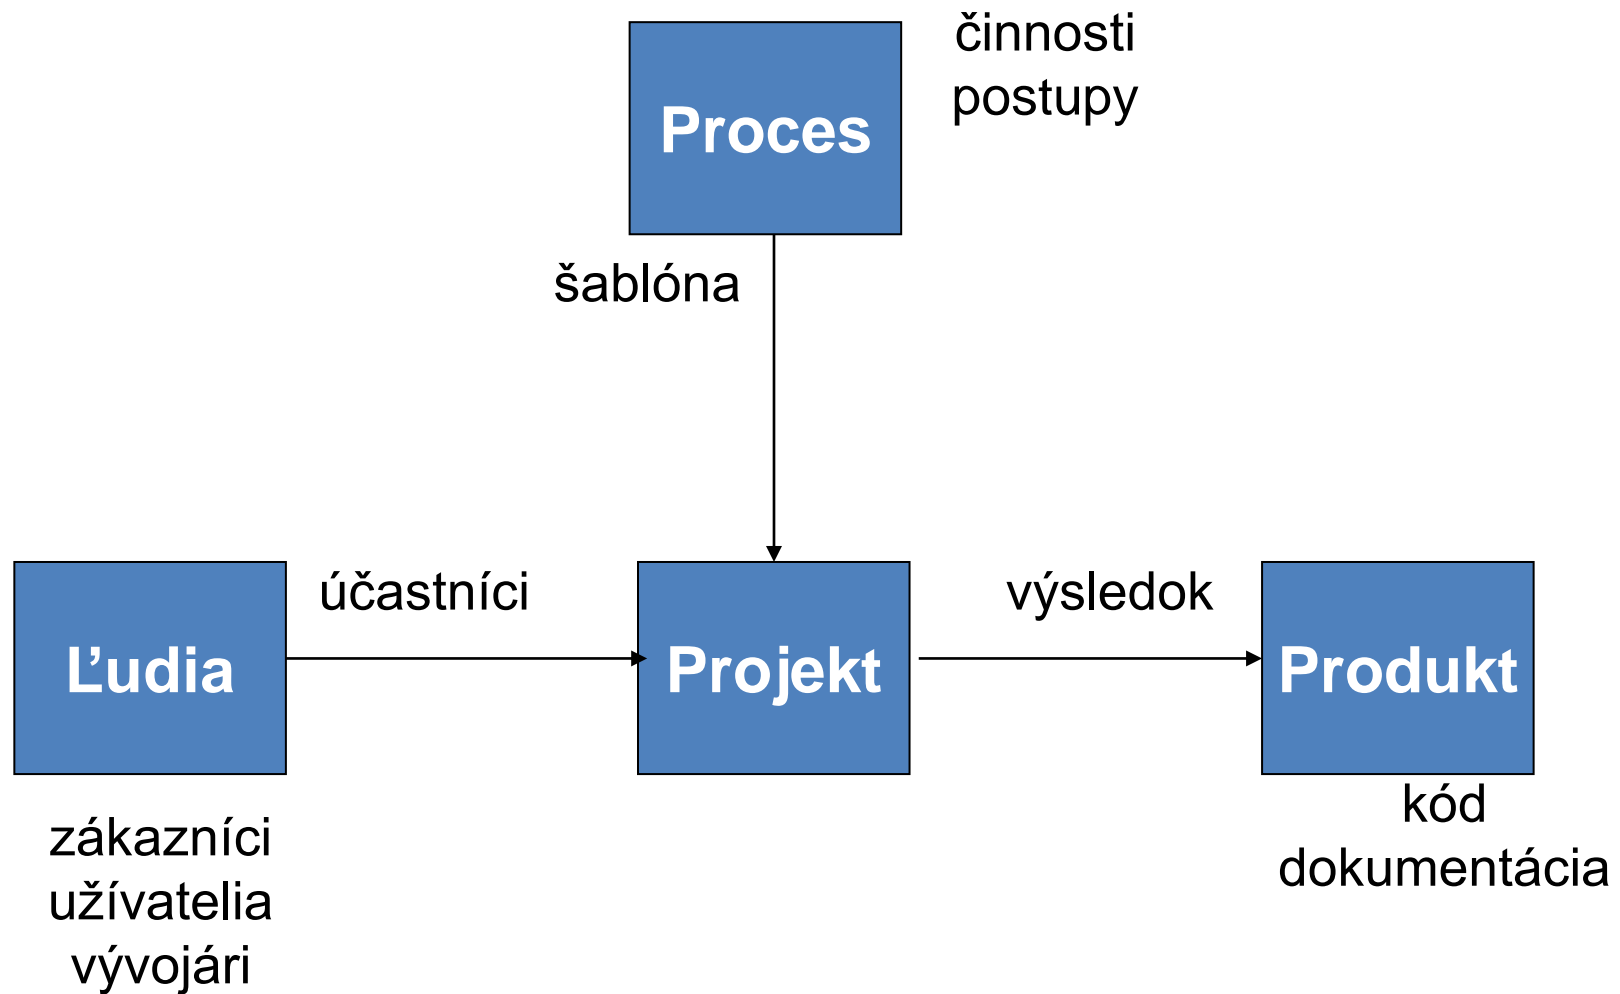 činnosti
postupy
Proces
šablóna
účastníci
výsledok
Ľudia
Projekt
Produkt
zákazníci
užívatelia
vývojári
kód
dokumentácia